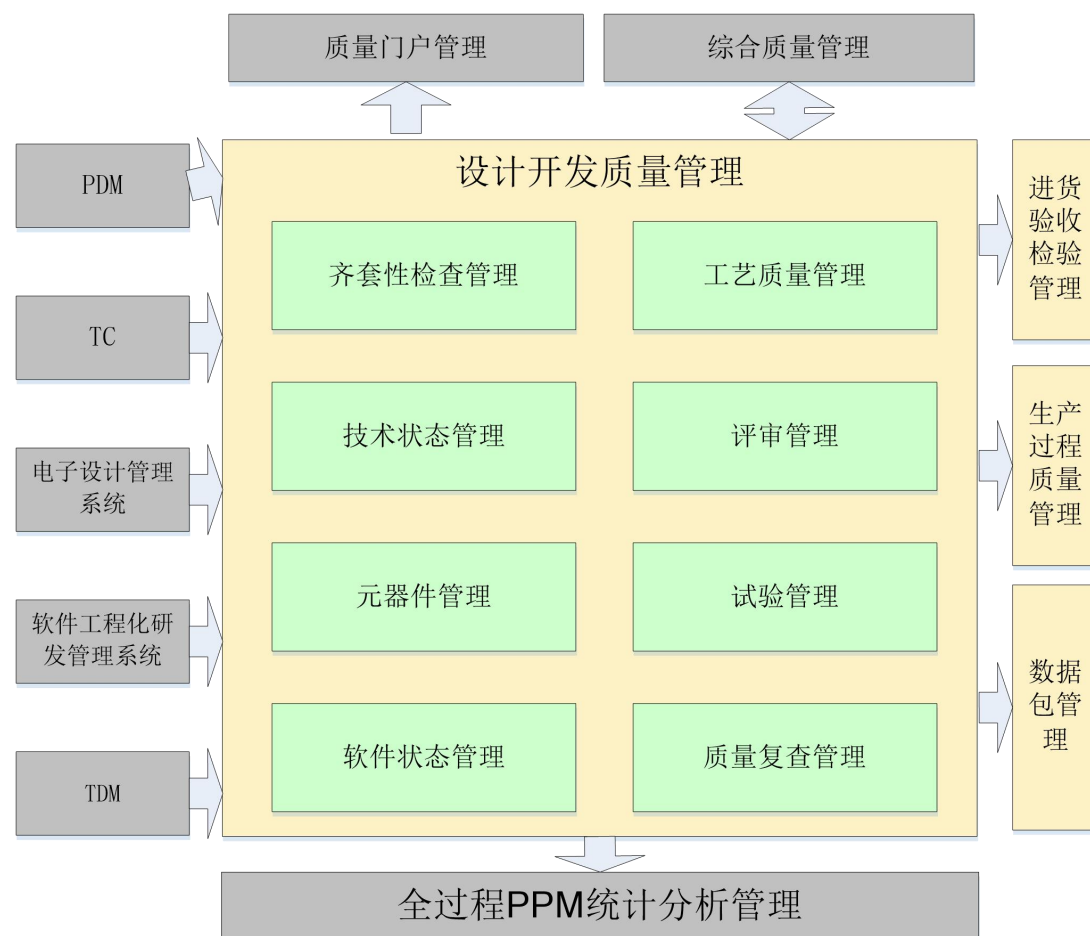 质量门户管理
综合质量管理
PDM
TC
电子设计管理
系统
软件工程化研
发管理系统
TDM
设计开发质量管理
齐套性检查管理
工艺质量管理
技术状态管理
评审管理
元器件管理
试验管理
软件状态管理
质量复查管理
进货
验收
检验
管理
生产
过程
质量
管理
数据
包管
理
全过程PPM统计分析管理